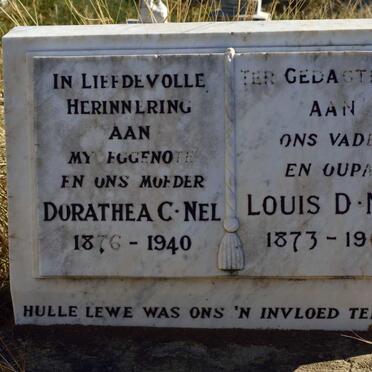 IN LIEFDEVOLLE
HERINNERING
AAN
MY EGGENOTE
EN ONS MOEDER
DORATHEA C. NEL
1876 - 1940
TER GEDAGTE
AAN
ONS VADE
EN OUPA
LOUIS D.
1873 -
HULLE LEWE WAS ONS 'N INVLOED